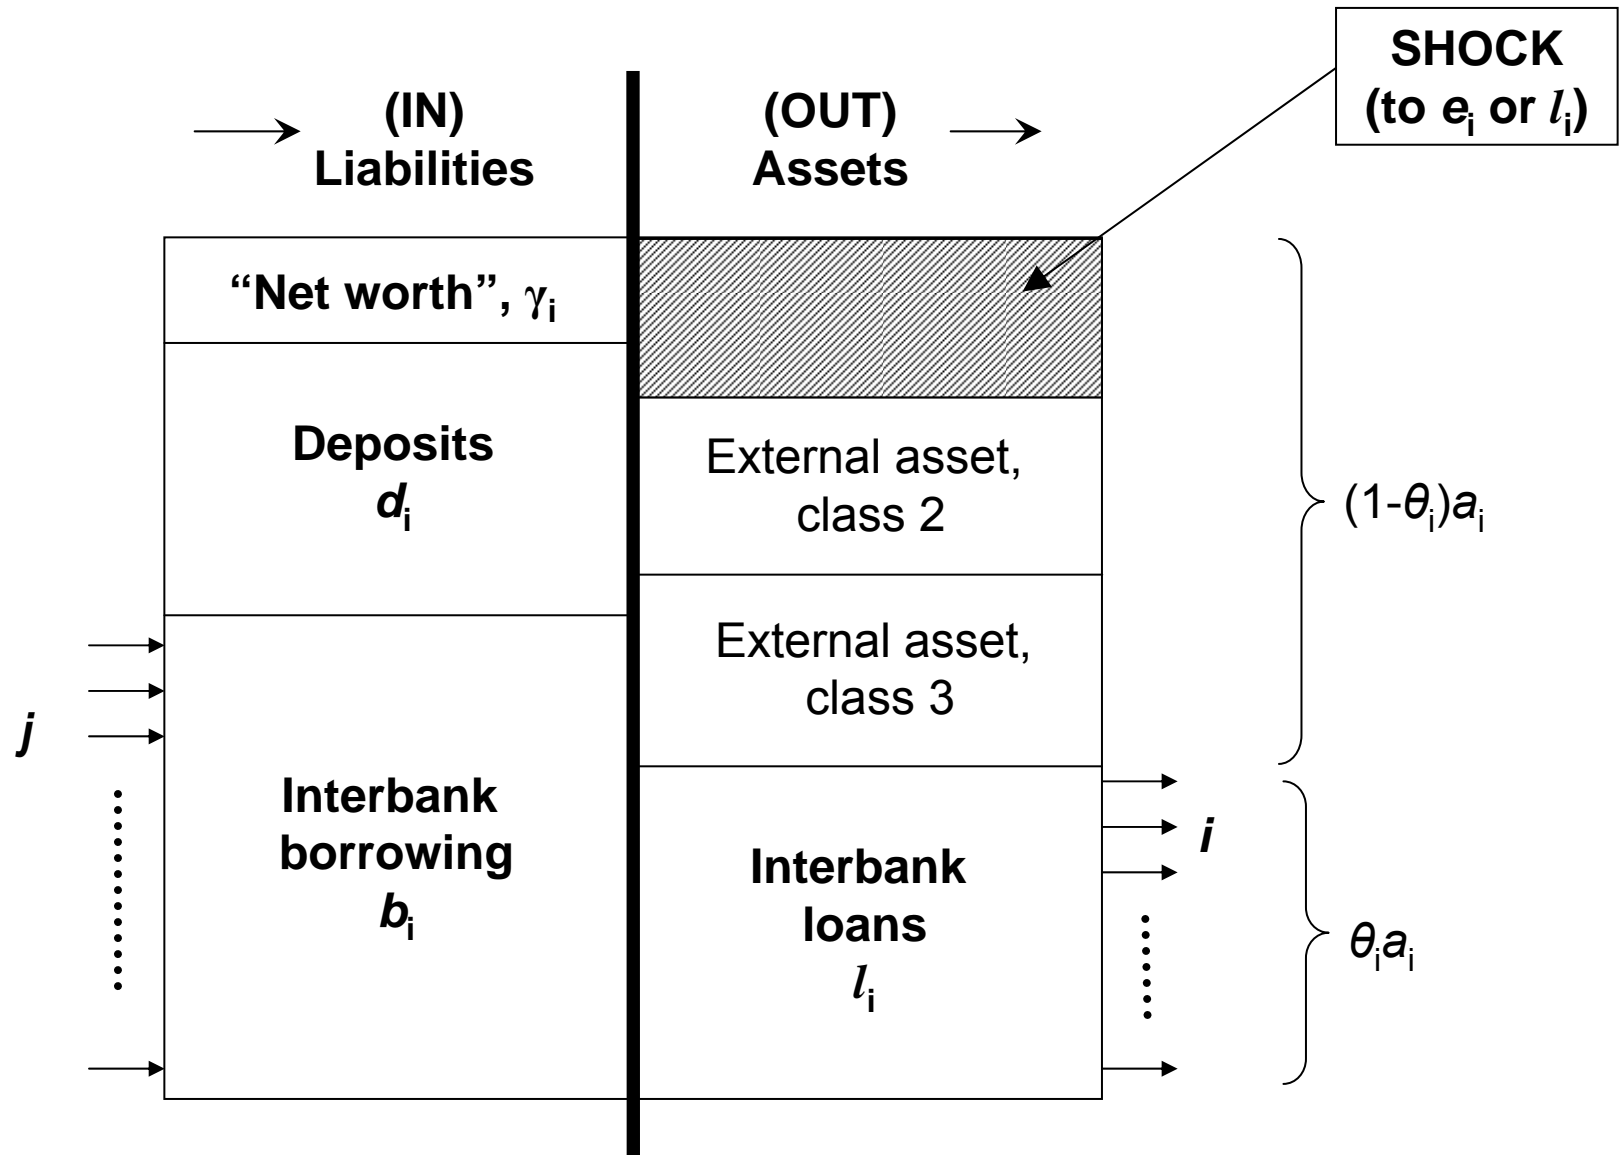 SHOCK
(to eᵢ or lᵢ)
(IN)
Liabilities
(OUT)
Assets
“Net worth”, γᵢ
Deposits
dᵢ
Interbank
borrowing
bᵢ
External asset,
class 2
External asset,
class 3
Interbank
loans
lᵢ
j
i
(1-θᵢ)aᵢ
θᵢaᵢ